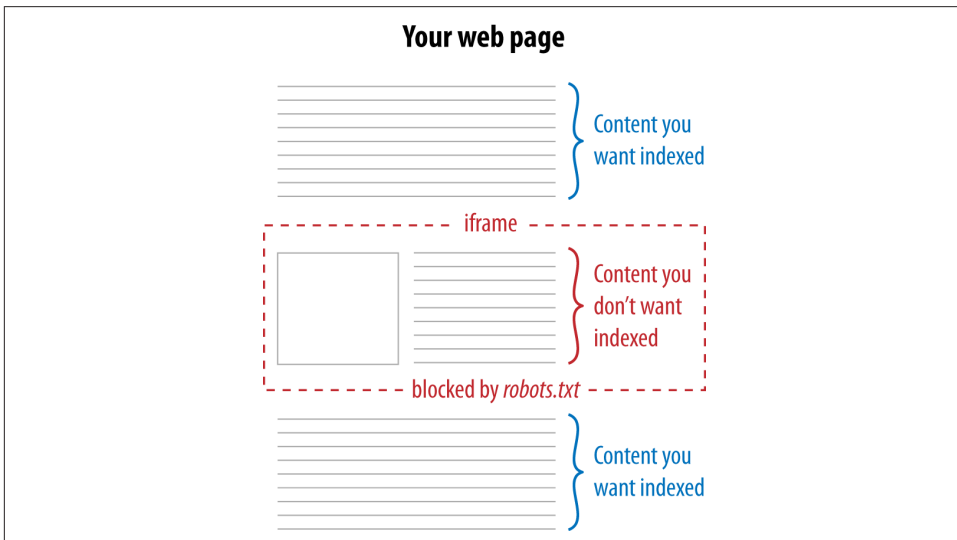 Your web page
Content you
want indexed
iframe
Content you
don't want
indexed
blocked by robots.txt
Content you
want indexed